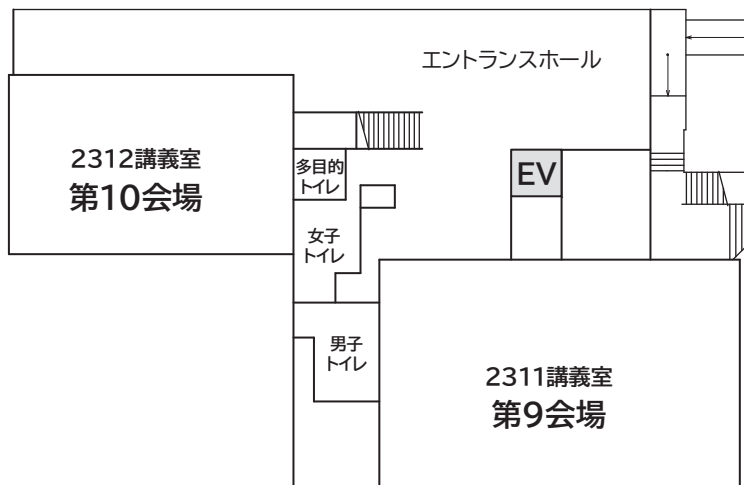 エントランスホール
2312講義室
第10会場
多目的
トイレ
EV
女子
トイレ
男子
トイレ
2311講義室
第9会場